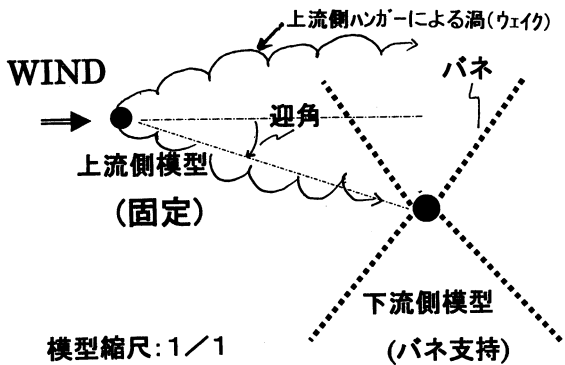 上流側ハンガーによる渦(ウェイク)
WIND
バネ
迎角
上流側模型
(固定)
下流側模型
(バネ支持)
模型縮尺:1/1